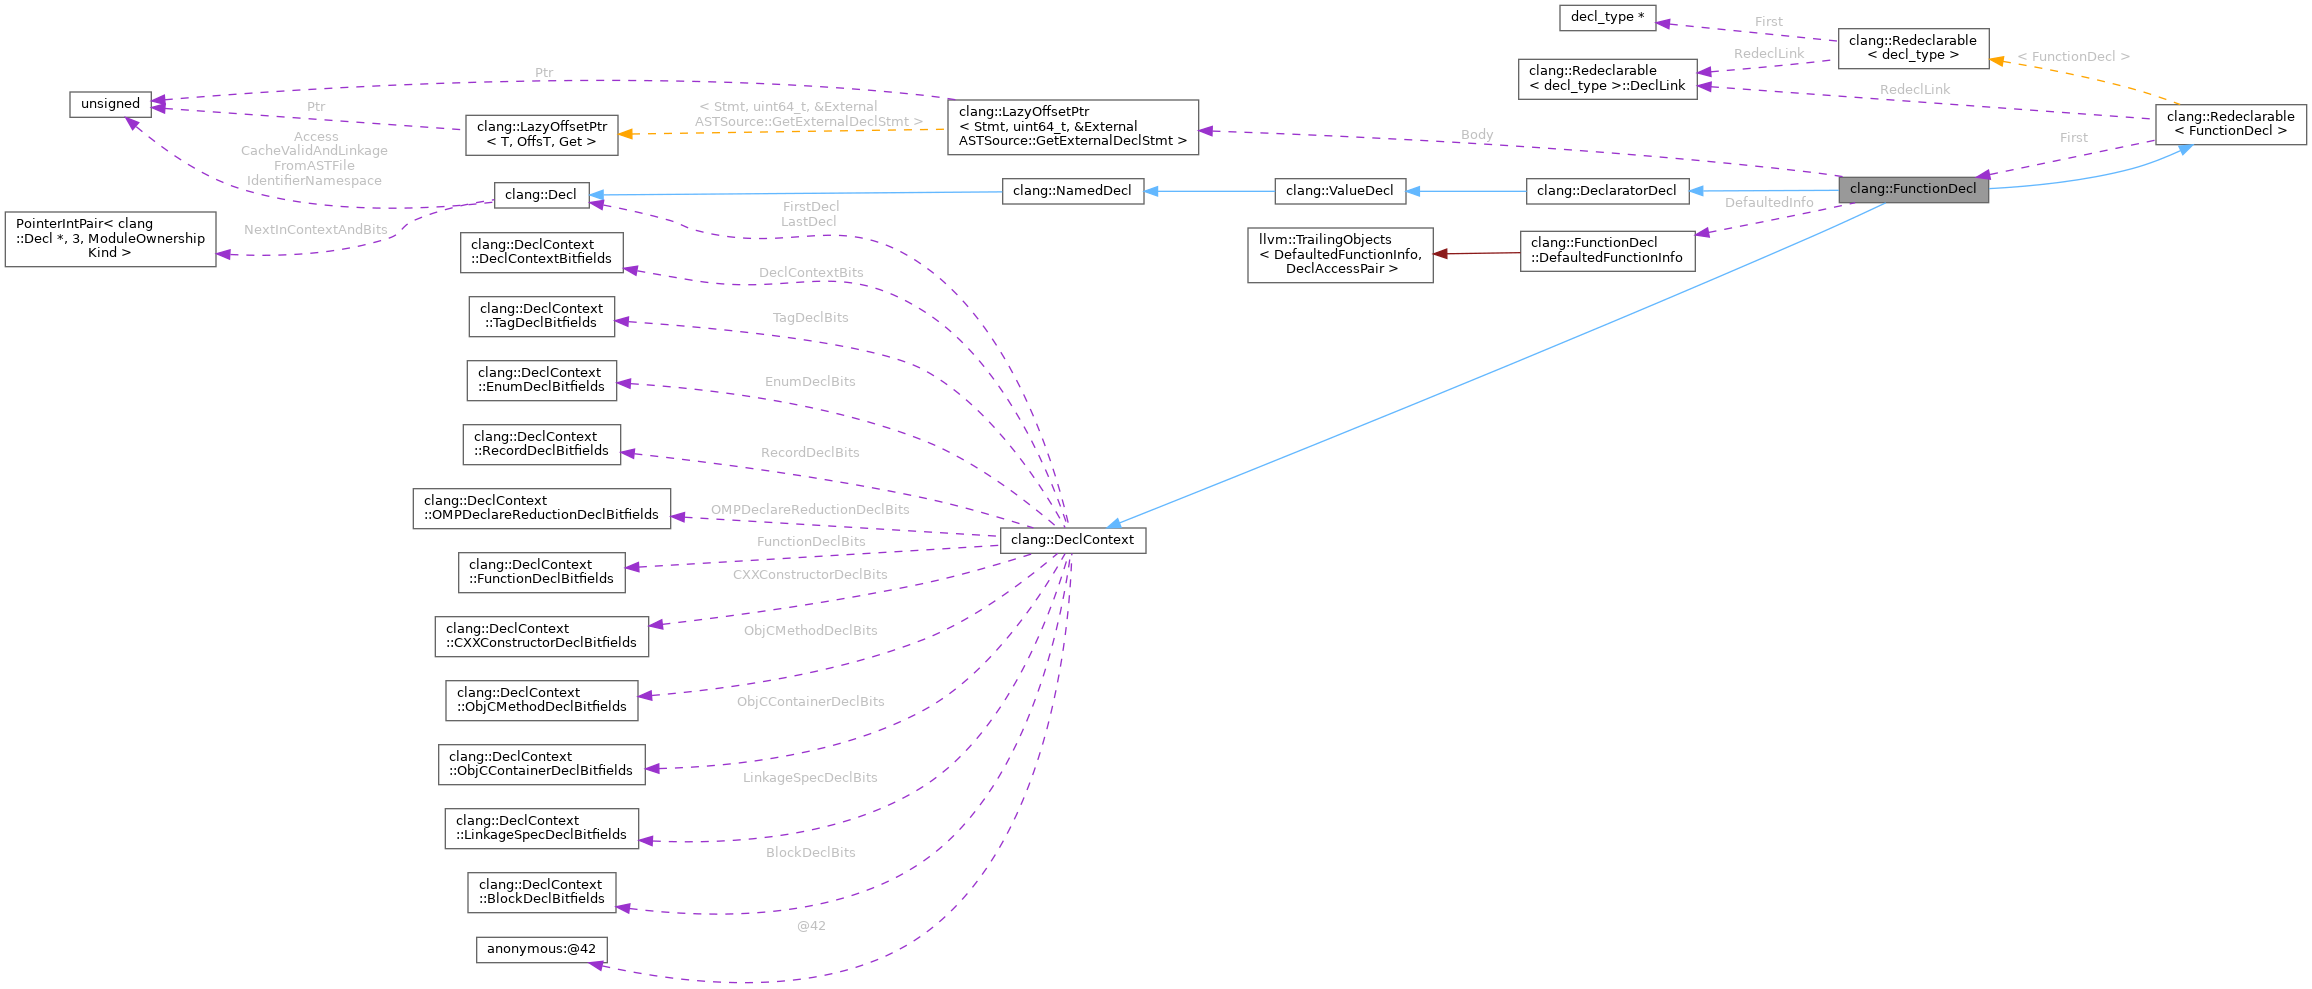 decl_type *
First
clang::Redeclarable
< decl_type >
RedeclLink
< FunctionDecl >
clang::Redeclarable
< decl_type >::DeclLink
Ptr
unsigned
RedeclLink
Ptr
< Stmt, uint64_t, &External
ASTSource::GetExternalDeclStmt >
clang::LazyOffsetPtr
< Stmt, uint64_t, &External
ASTSource::GetExternalDeclStmt >
clang::Redeclarable
< FunctionDecl >
clang::LazyOffsetPtr
< T, OffsT, Get >
Body
First
Access
CacheValidAndLinkage
FromASTFile
IdentifierNamespace
clang::Decl
clang::NamedDecl
clang::ValueDecl
clang::DeclaratorDecl
clang::FunctionDecl
FirstDecl
LastDecl
DefaultedInfo
PointerIntPair< clang
::Decl *, 3, ModuleOwnership
Kind >
NextInContextAndBits
clang::DeclContext
::DeclContextBitfields
llvm::TrailingObjects
< DefaultedFunctionInfo,
DeclAccessPair >
clang::FunctionDecl
::DefaultedFunctionInfo
DeclContextBits
clang::DeclContext
::TagDeclBitfields
TagDeclBits
clang::DeclContext
::EnumDeclBitfields
EnumDeclBits
clang::DeclContext
::RecordDeclBitfields
RecordDeclBits
clang::DeclContext
::OMPDeclareReductionDeclBitfields
OMPDeclareReductionDeclBits
clang::DeclContext
FunctionDeclBits
clang::DeclContext
::FunctionDeclBitfields
CXXConstructorDeclBits
clang::DeclContext
::CXXConstructorDeclBitfields
ObjCMethodDeclBits
clang::DeclContext
::ObjCMethodDeclBitfields
ObjCContainerDeclBits
clang::DeclContext
::ObjCContainerDeclBitfields
LinkageSpecDeclBits
clang::DeclContext
::LinkageSpecDeclBitfields
BlockDeclBits
clang::DeclContext
::BlockDeclBitfields
@42
anonymous:@42